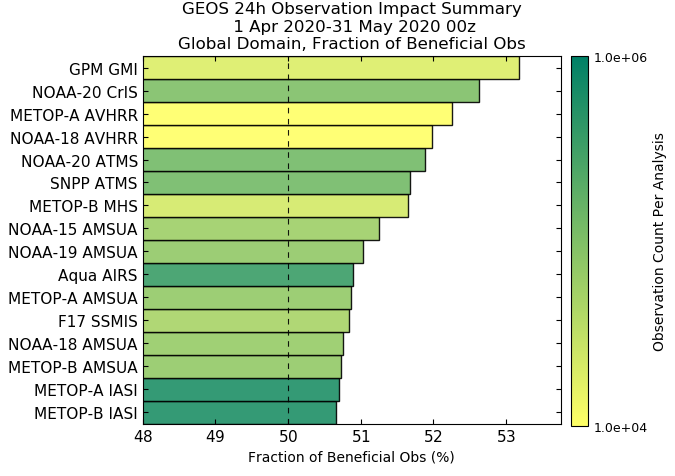 GEOS 24h Observation Impact Summary
1 Apr 2020-31 May 2020 00z
Global Domain, Fraction of Beneficial Obs
GPM GMI
NOAA-20 CrIS
METOP-A AVHRR
NOAA-18 AVHRR
NOAA-20 ATMS
SNPP ATMS
METOP-B MHS
NOAA-15 AMSUA
NOAA-19 AMSUA
Aqua AIRS
METOP-A AMSUA
F17 SSMIS
NOAA-18 AMSUA
METOP-B AMSUA
METOP-A IASI
METOP-B IASI
48 49 50 51 52 53
Fraction of Beneficial Obs (%)
1.0e+06
Observation Count Per Analysis
1.0e+04